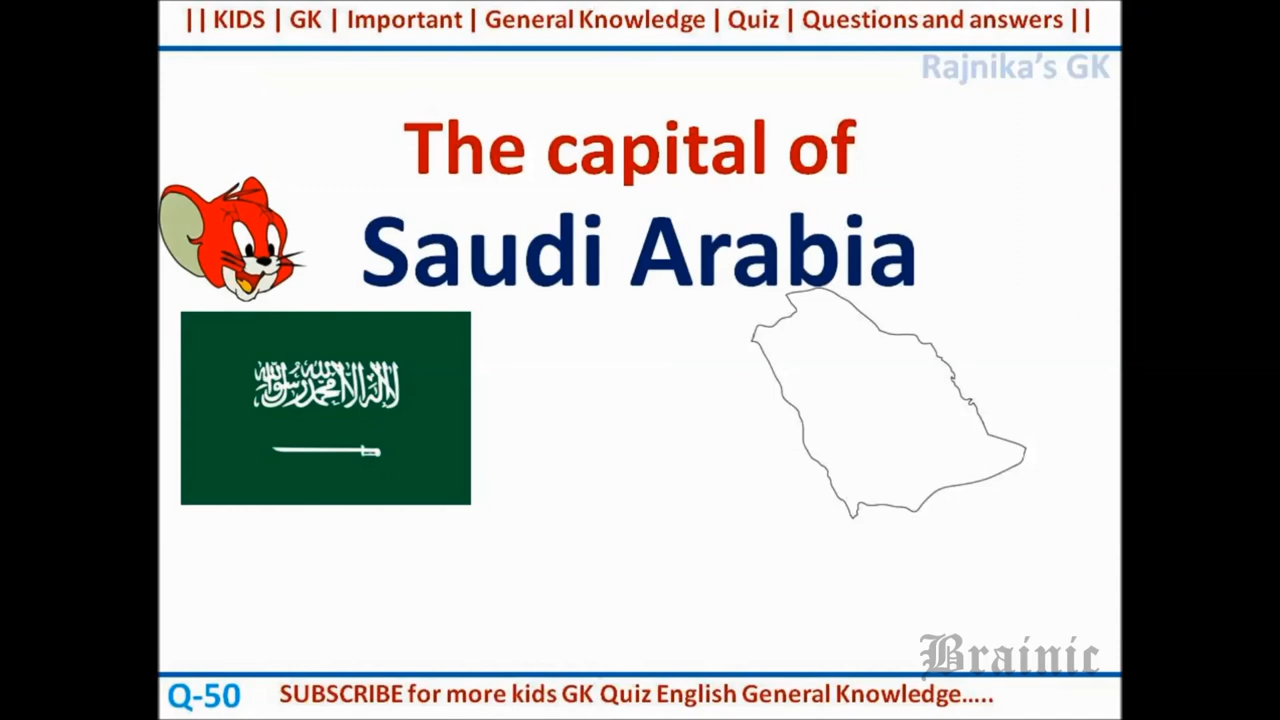 || KIDS | GK | Important | General Knowledge | Quiz | Questions and answers ||
Rajnika's GK
The capital of
Saudi Arabia
لا إله إلا الله محمد رسول الله
Brainic
Q-50 SUBSCRIBE for more kids GK Quiz English General Knowledge.....